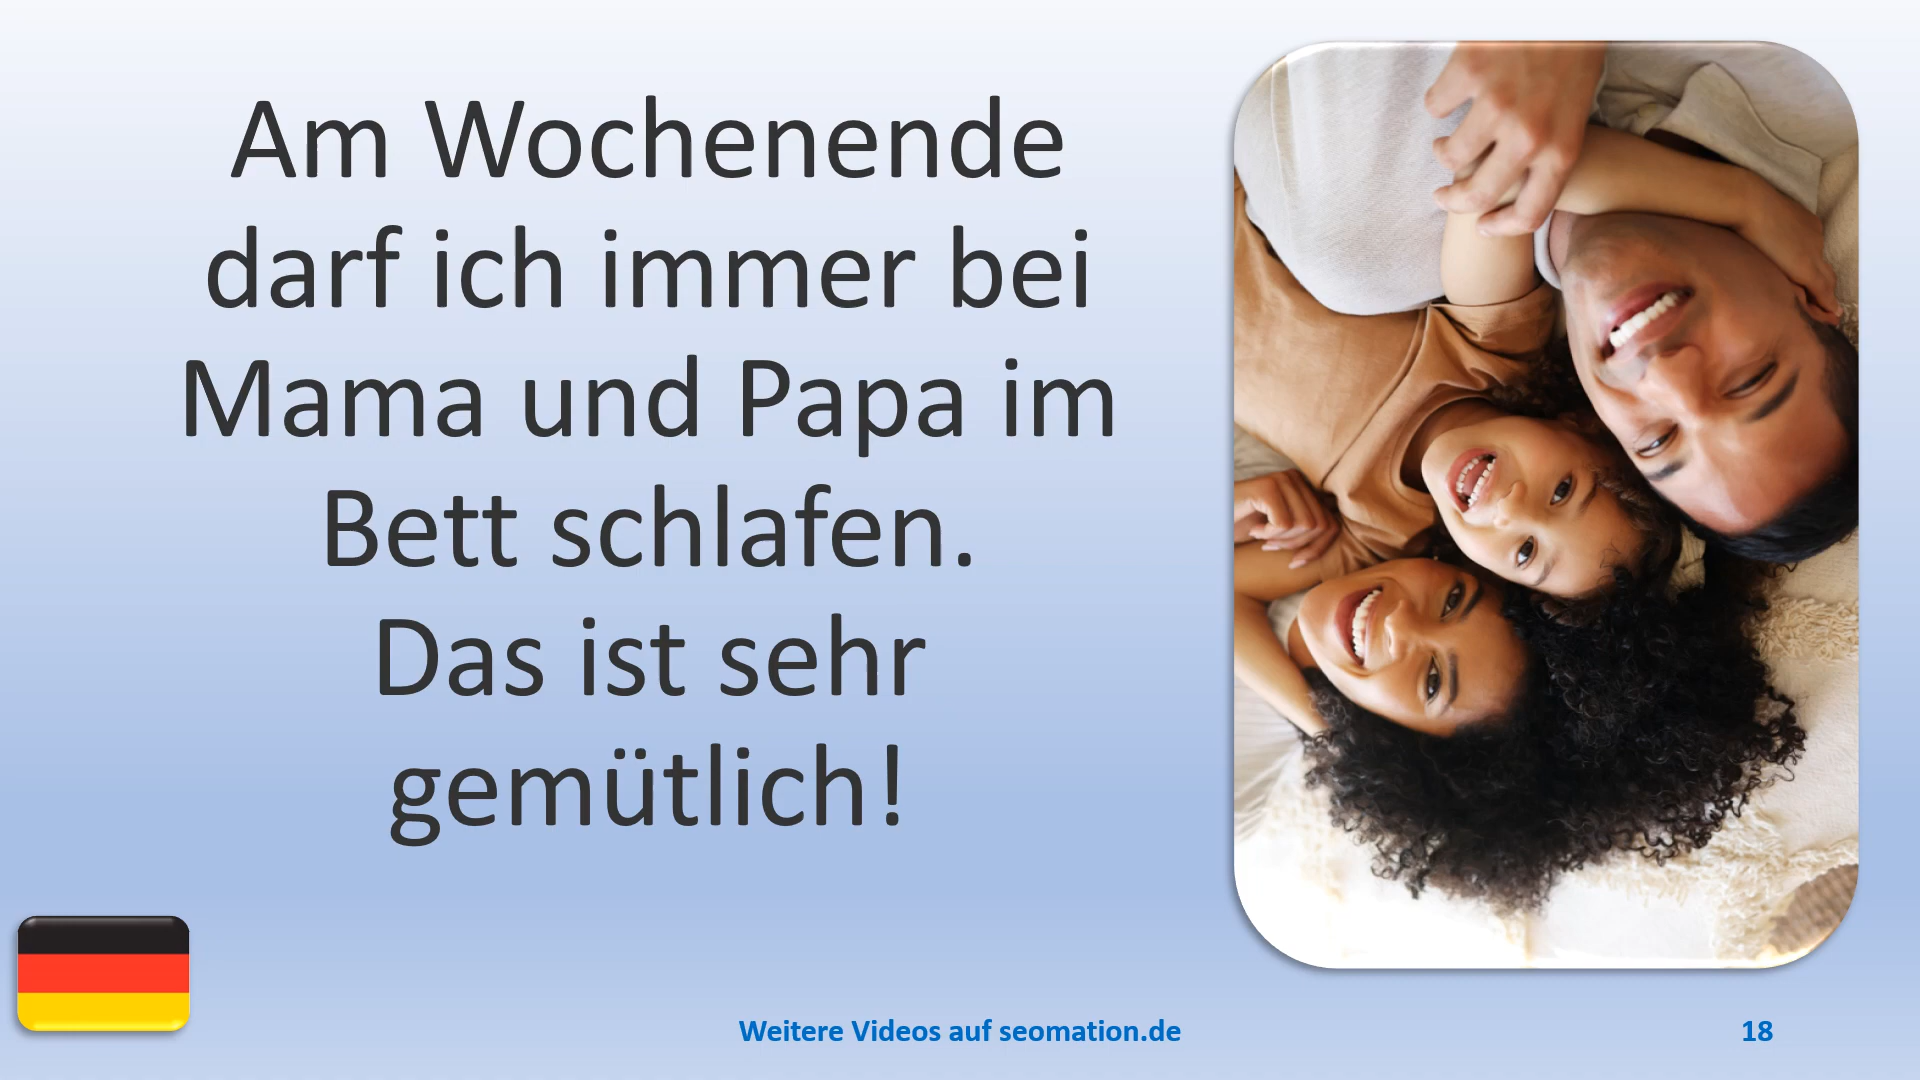 Am Wochenende
darf ich immer bei
Mama und Papa im
Bett schlafen.
Das ist sehr
gemütlich!
Weitere Videos auf seomation.de
18